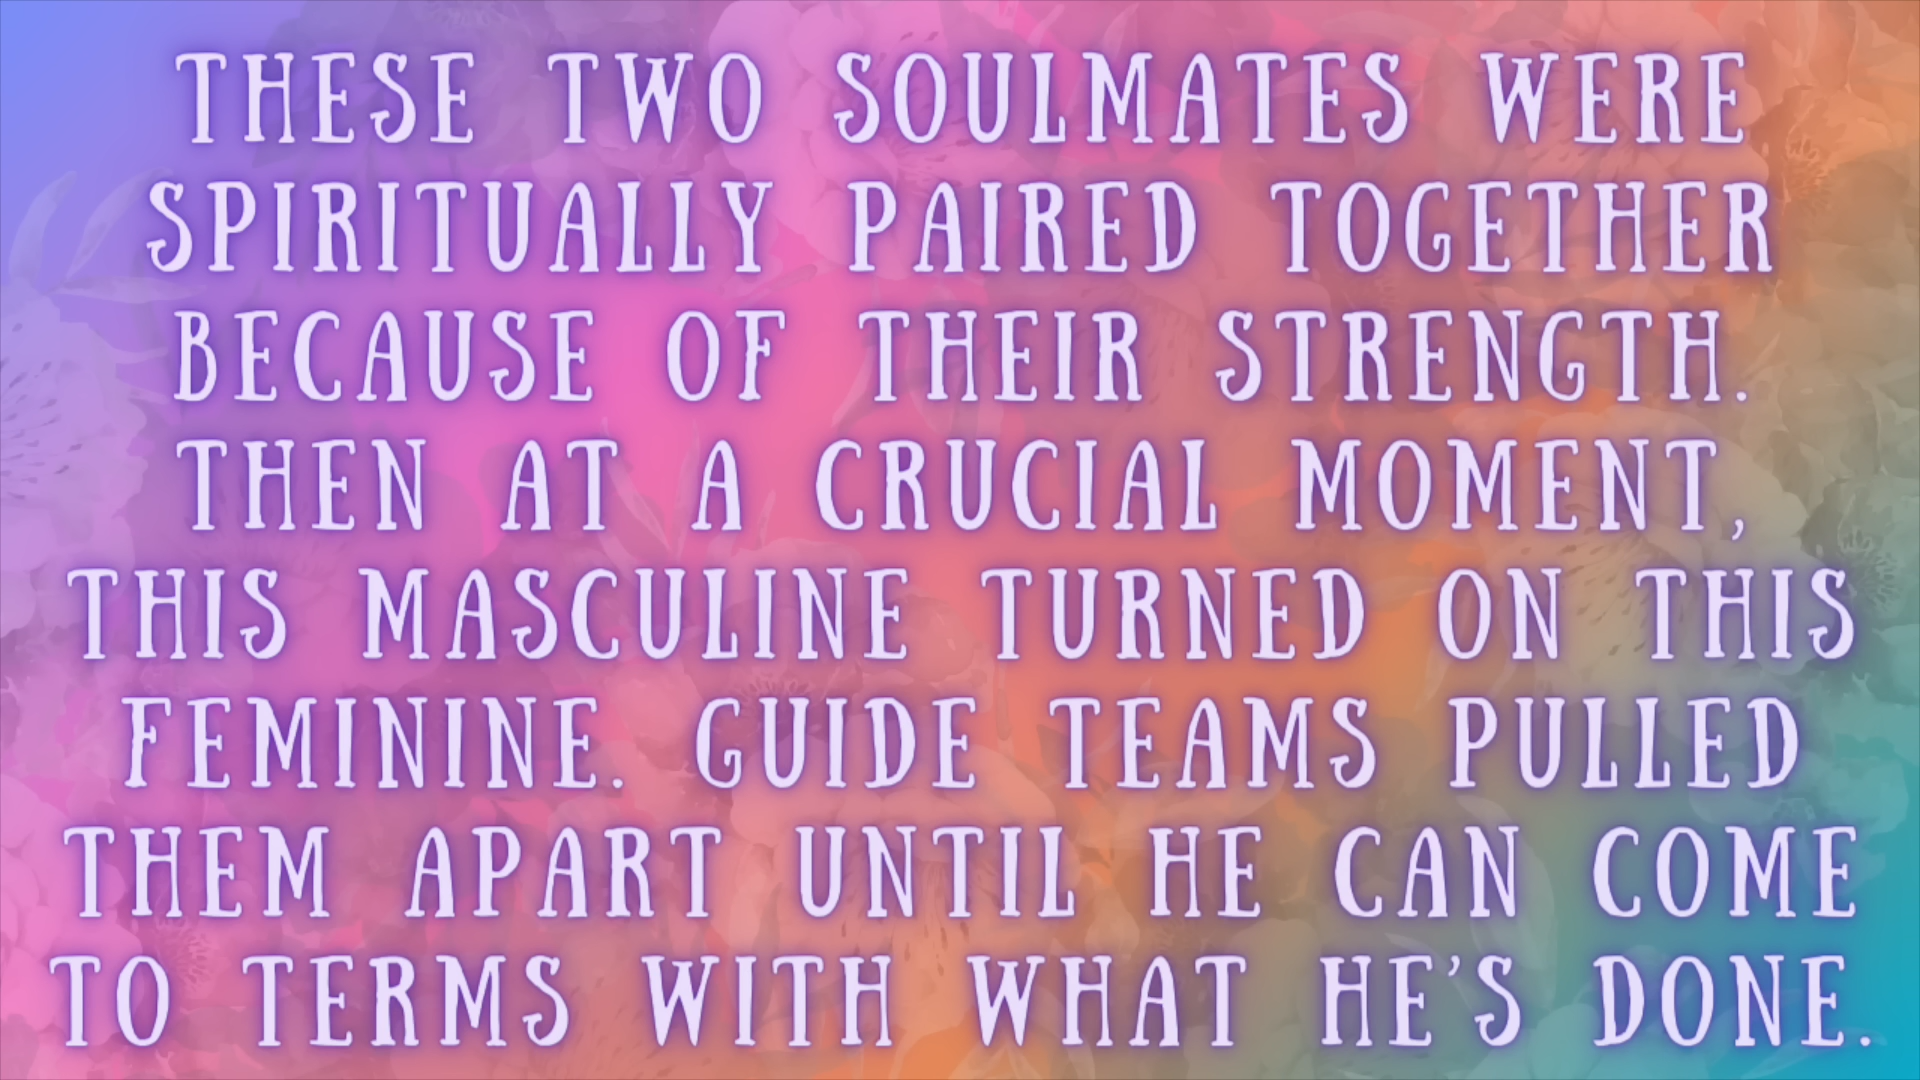 THESE TWO SOULMATES WERE
SPIRITUALLY PAIRED TOGETHER
BECAUSE OF THEIR STRENGTH.
THEN AT A CRUCIAL MOMENT,
THIS MASCULINE TURNED ON THIS
FEMININE. GUIDE TEAMS PULLED
THEM APART UNTIL HE CAN COME
TO TERMS WITH WHAT HE'S DONE.